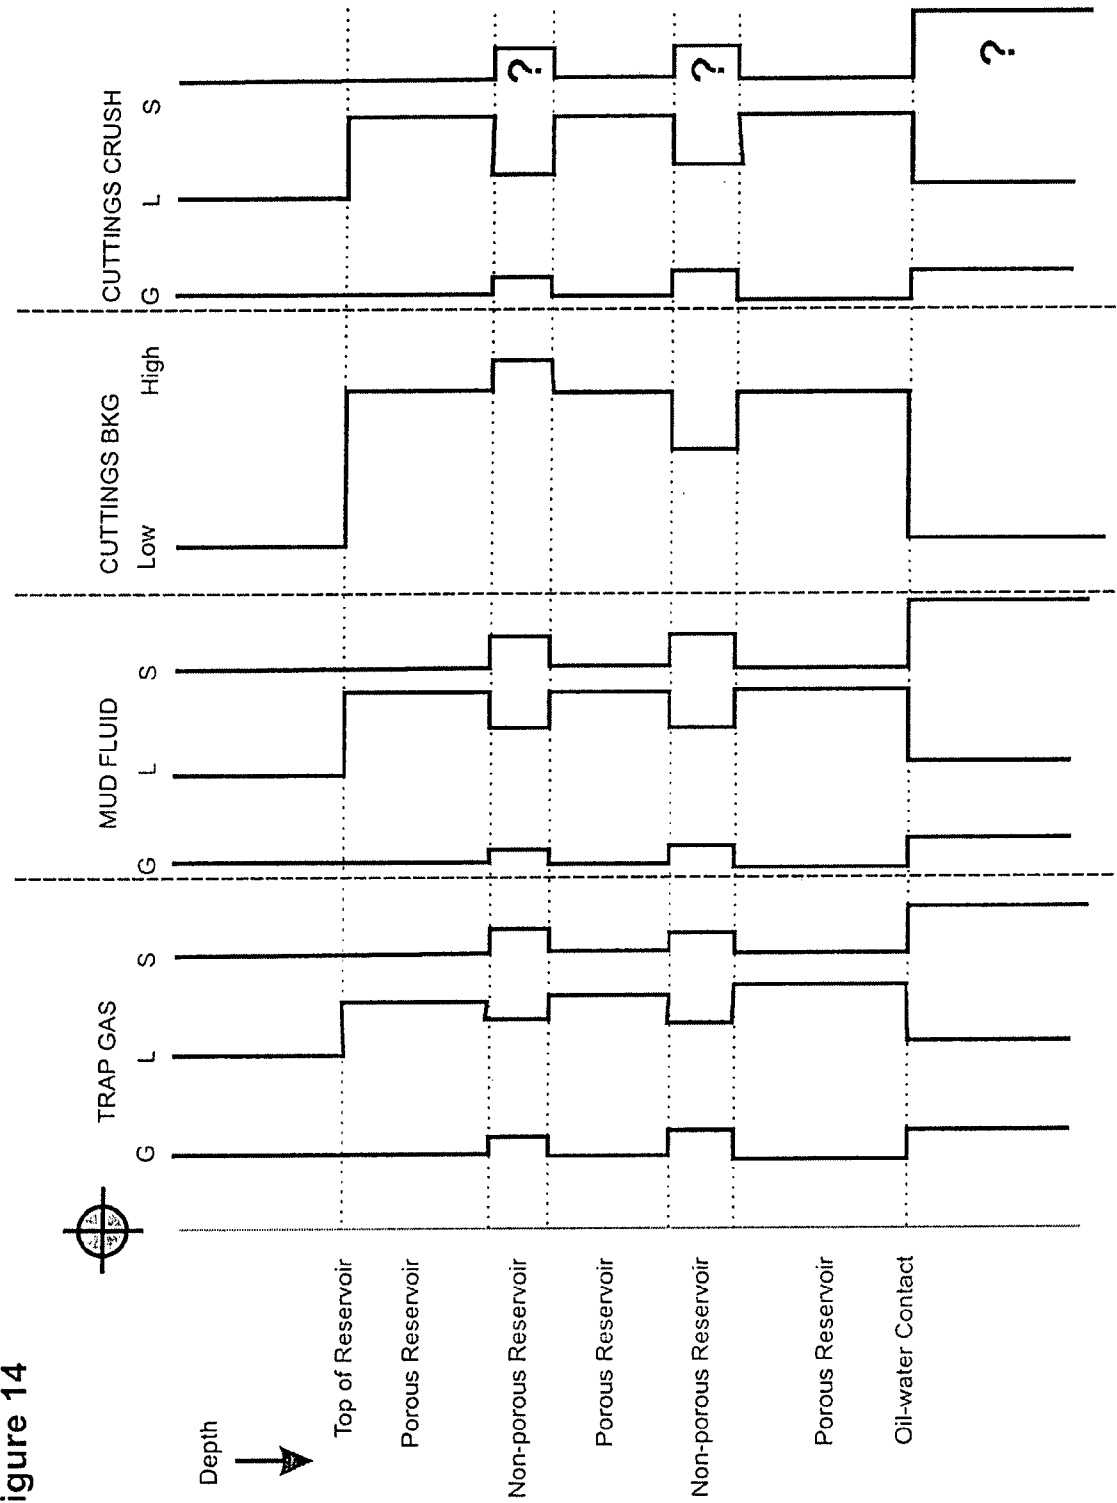 igure 14
Depth
TRAP GAS
MUD FLUID
CUTTINGS BKG
CUTTINGS CRUSH
G
L
S
G
L
S
Low
High
G
L
S
Top of Reservoir
Porous Reservoir
Non-porous Reservoir
?
Porous Reservoir
Non-porous Reservoir
?
Porous Reservoir
Oil-water Contact
?